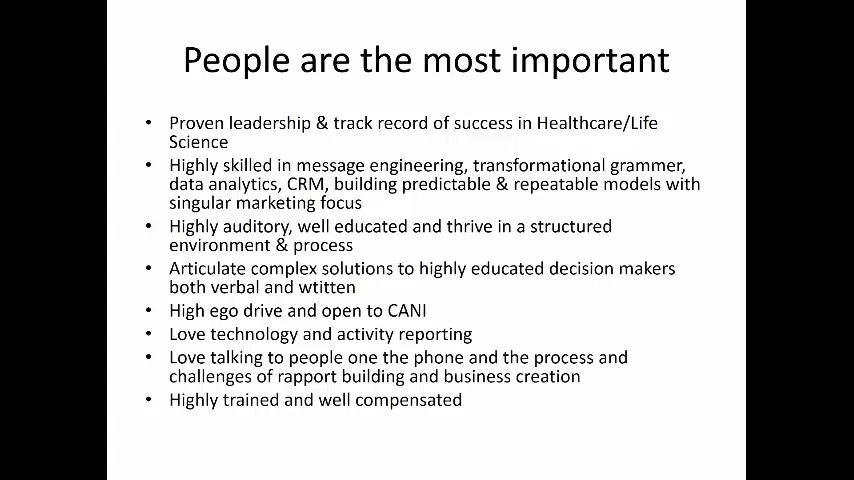 People are the most important
• Proven leadership & track record of success in Healthcare/Life
Science
• Highly skilled in message engineering, transformational grammer,
data analytics, CRM, building predictable & repeatable models with
singular marketing focus
• Highly auditory, well educated and thrive in a structured
environment & process
• Articulate complex solutions to highly educated decision makers
both verbal and wtitten
• High ego drive and open to CANI
• Love technology and activity reporting
• Love talking to people one the phone and the process and
challenges of rapport building and business creation
• Highly trained and well compensated